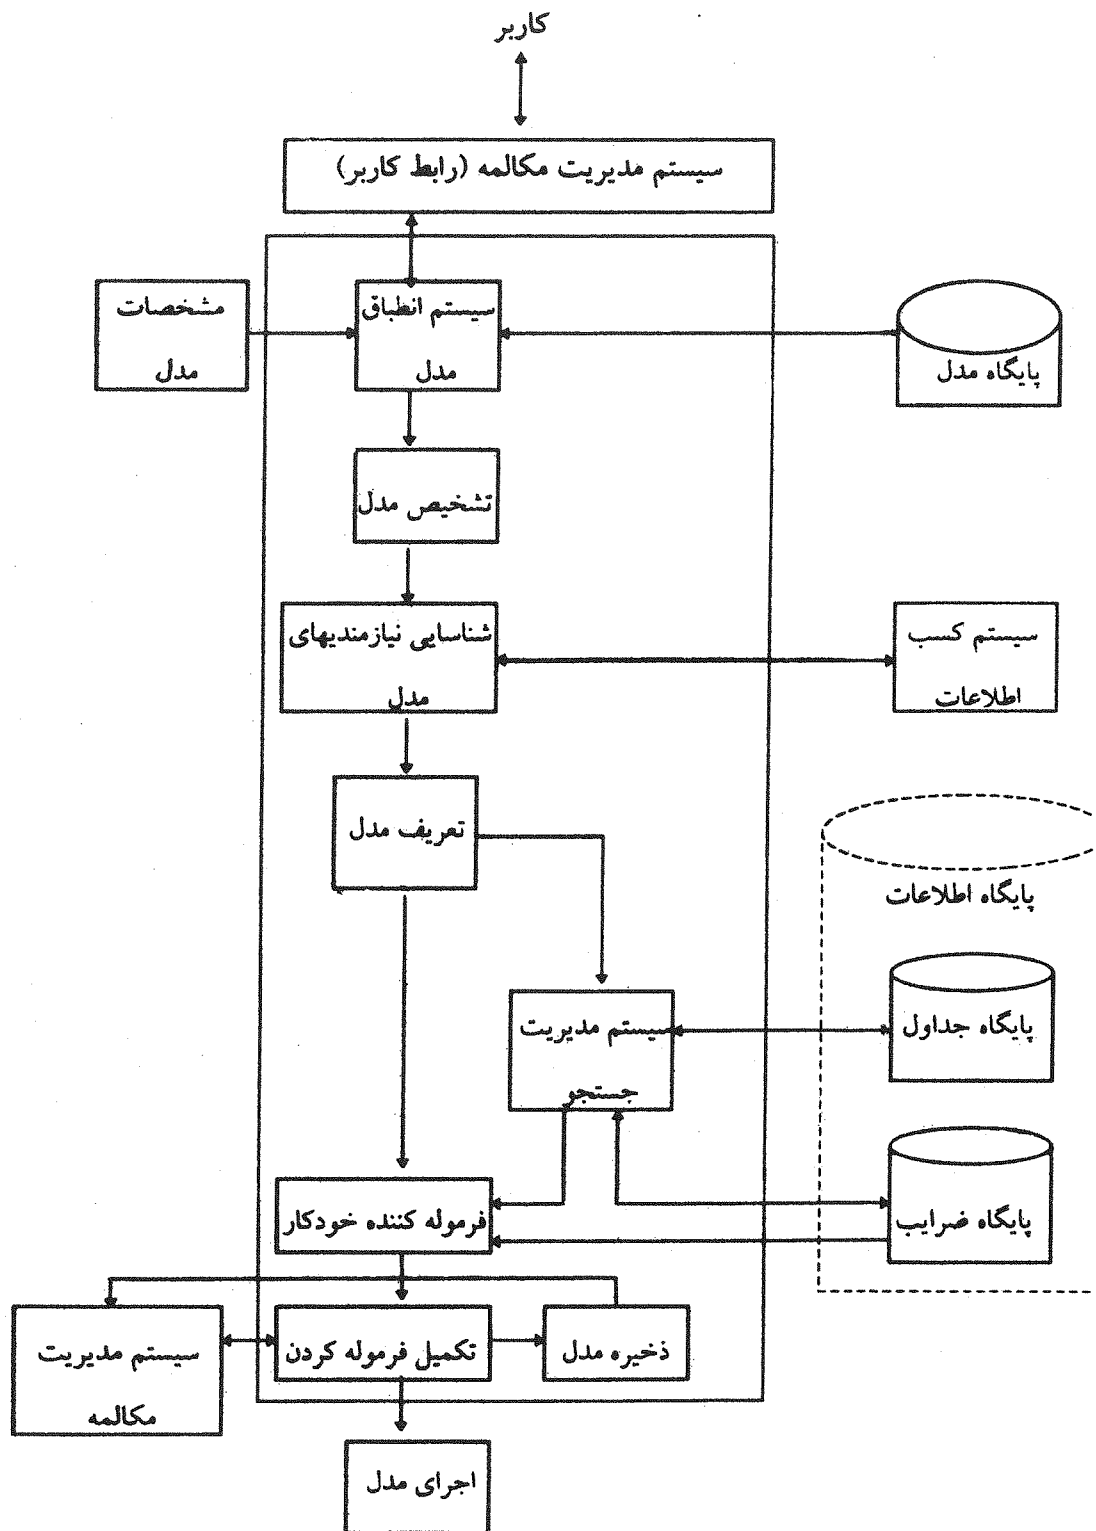 کاربر
سیستم مدیریت مکالمه (رابط کاربر)
مشخصات
مدل
سیستم انطباق
مدل
پایگاه مدل
تشخیص مدل
شناسایی نیازمندیهای
مدل
سیستم کسب
اطلاعات
تعریف مدل
پایگاه اطلاعات
سیستم مدیریت
جستجو
پایگاه جداول
فرموله کننده خودکار
پایگاه ضرایب
سیستم مدیریت
مکالمه
تکمیل فرموله کردن
ذخیره مدل
اجرای مدل